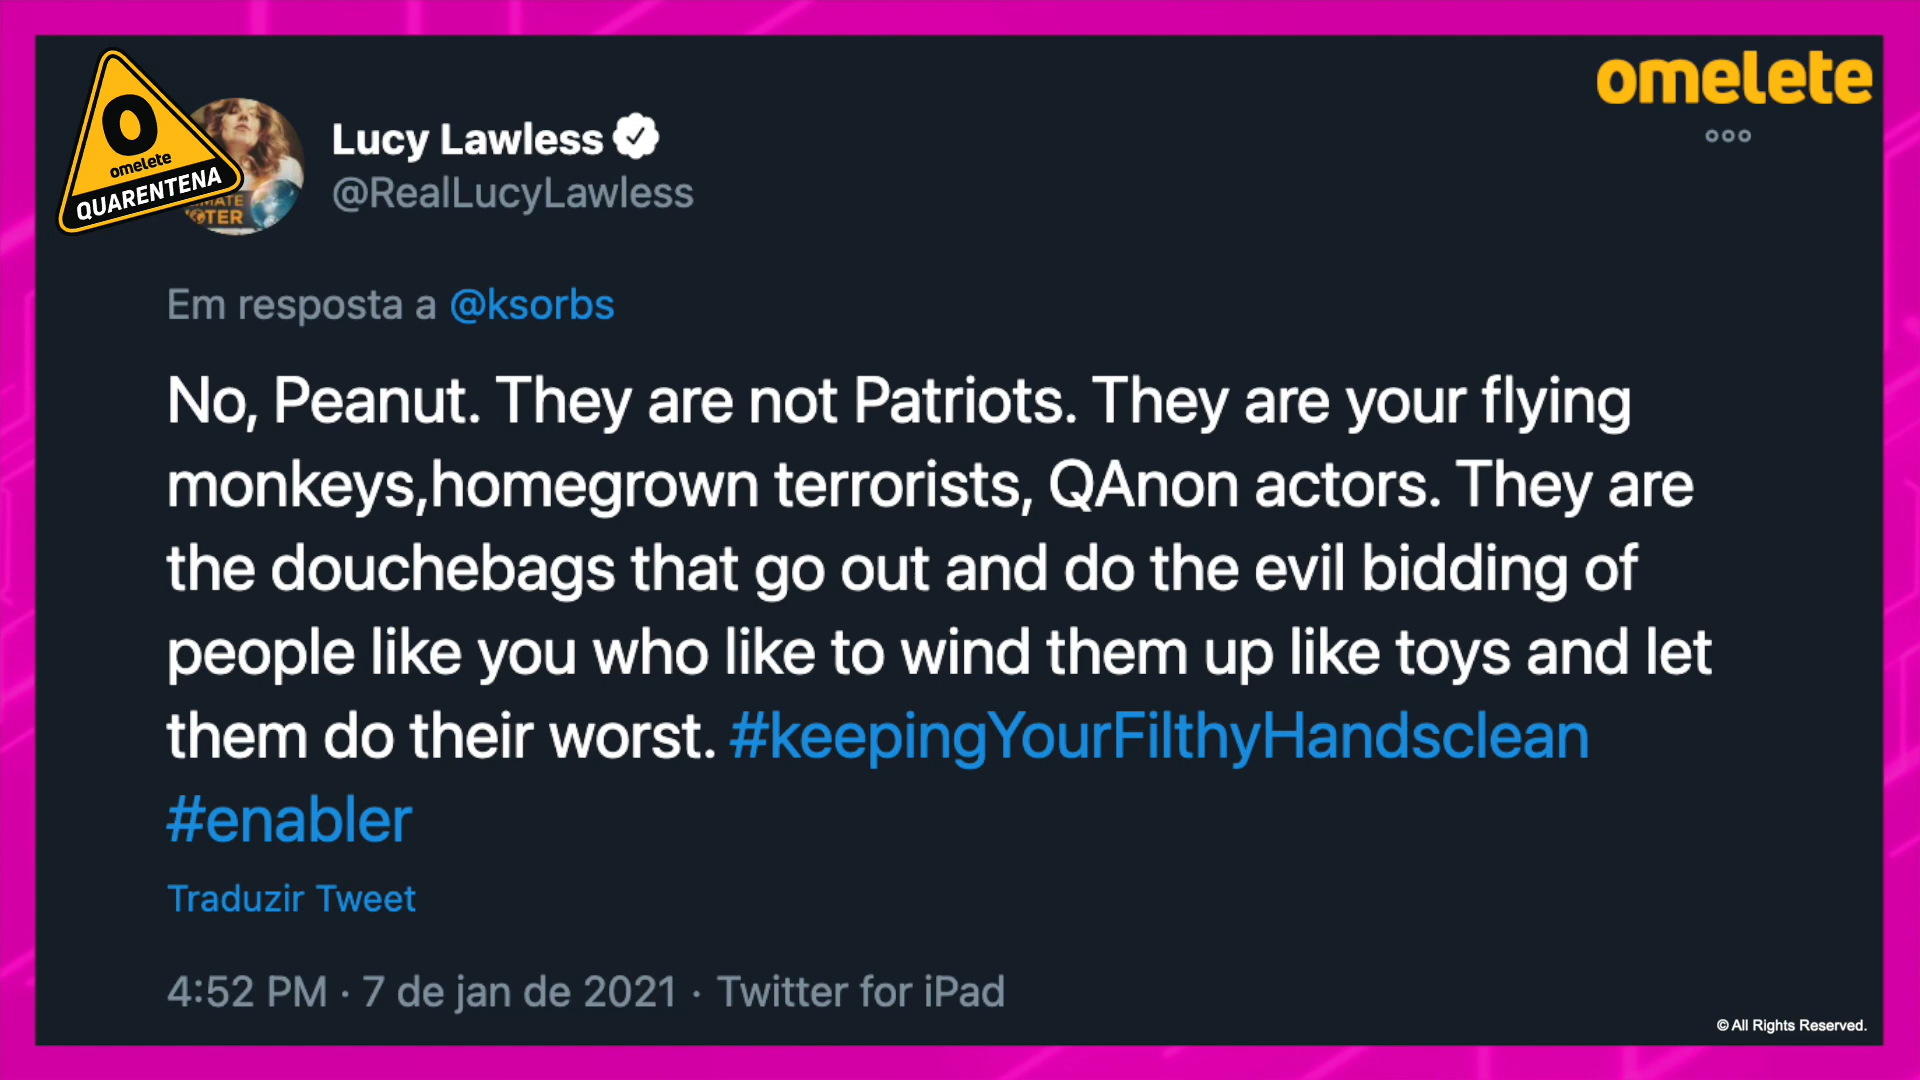 omelete
QUARENTENA
omelete
Lucy Lawless
@RealLucyLawless
Em resposta a @ksorbs
No, Peanut. They are not Patriots. They are your flying
monkeys,homegrown terrorists, QAnon actors. They are
the douchebags that go out and do the evil bidding of
people like you who like to wind them up like toys and let
them do their worst. #keepingYourFilthyHandsclean
#enabler
Traduzir Tweet
4:52 PM · 7 de jan de 2021 · Twitter for iPad
© All Rights Reserved.